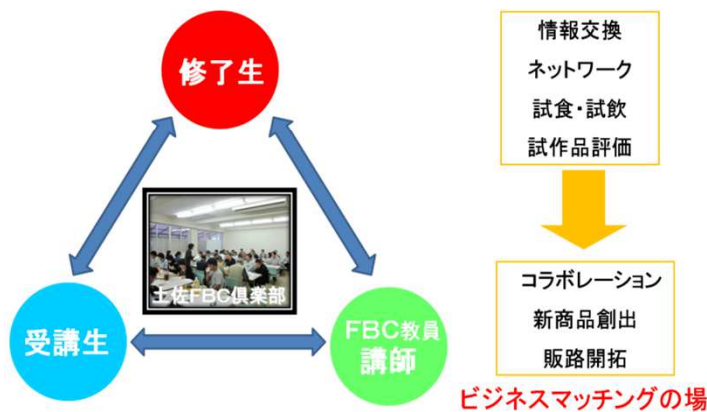 修了生
土佐FBC倶楽部
受講生
FBC教員
講師
情報交換
ネットワーク
試食・試飲
試作品評価
コラボレーション
新商品創出
販路開拓
ビジネスマッチングの場